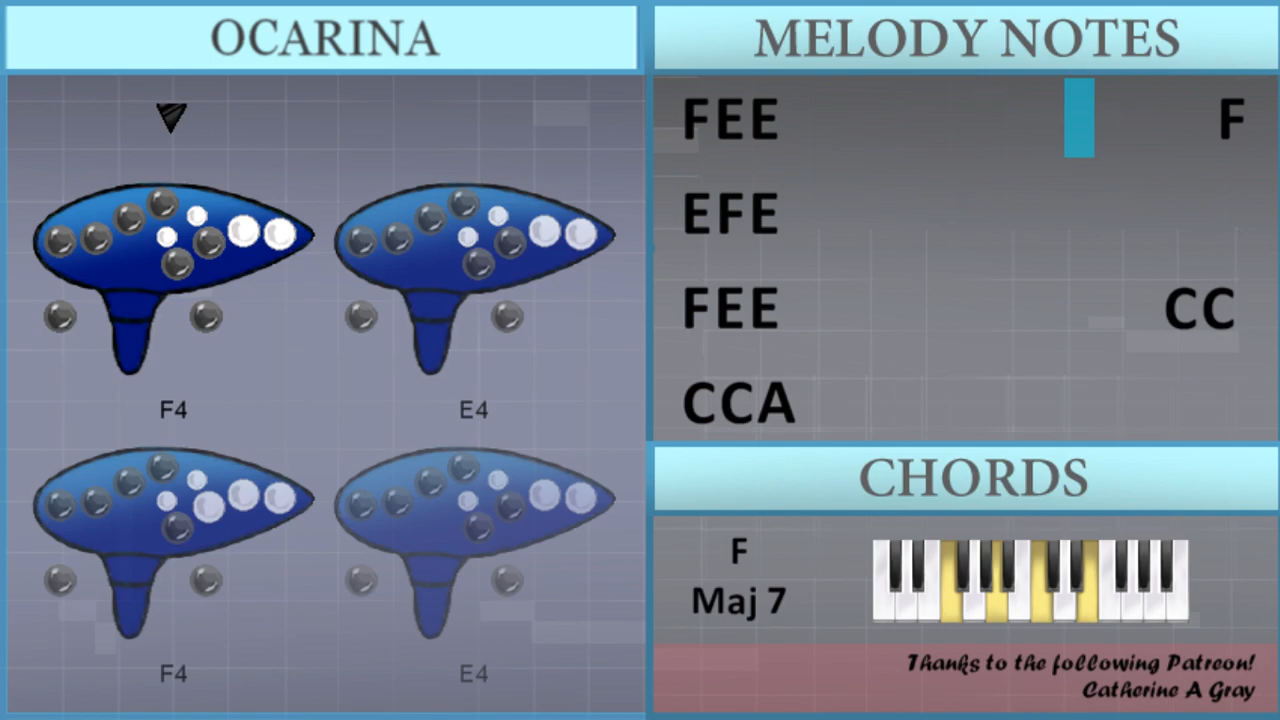 OCARINA
F4 E4
F4 E4
MELODY NOTES
FEE F
EFE
FEE CC
CCA
CHORDS
F
Maj 7
Thanks to the following Patreon!
Catherine A Gray